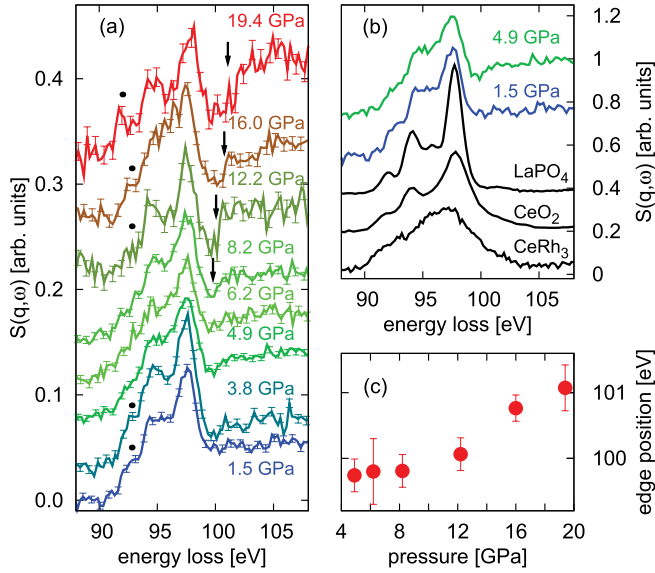 (a)
19.4 GPa
16.0 GPa
12.2 GPa
8.2 GPa
6.2 GPa
4.9 GPa
3.8 GPa
1.5 GPa
0.4
0.3
0.2
0.1
0.0
S(q,ω) [arb. units]
90 95 100 105
energy loss [eV]
(b)
4.9 GPa
1.5 GPa
LaPO4
CeO2
CeRh3
1.2
1
0.8
0.6
0.4
0.2
0
S(q,ω) [arb. units]
90 95 100 105
energy loss [eV]
(c)
101
100
edge position [eV]
4 8 12 16 20
pressure [GPa]